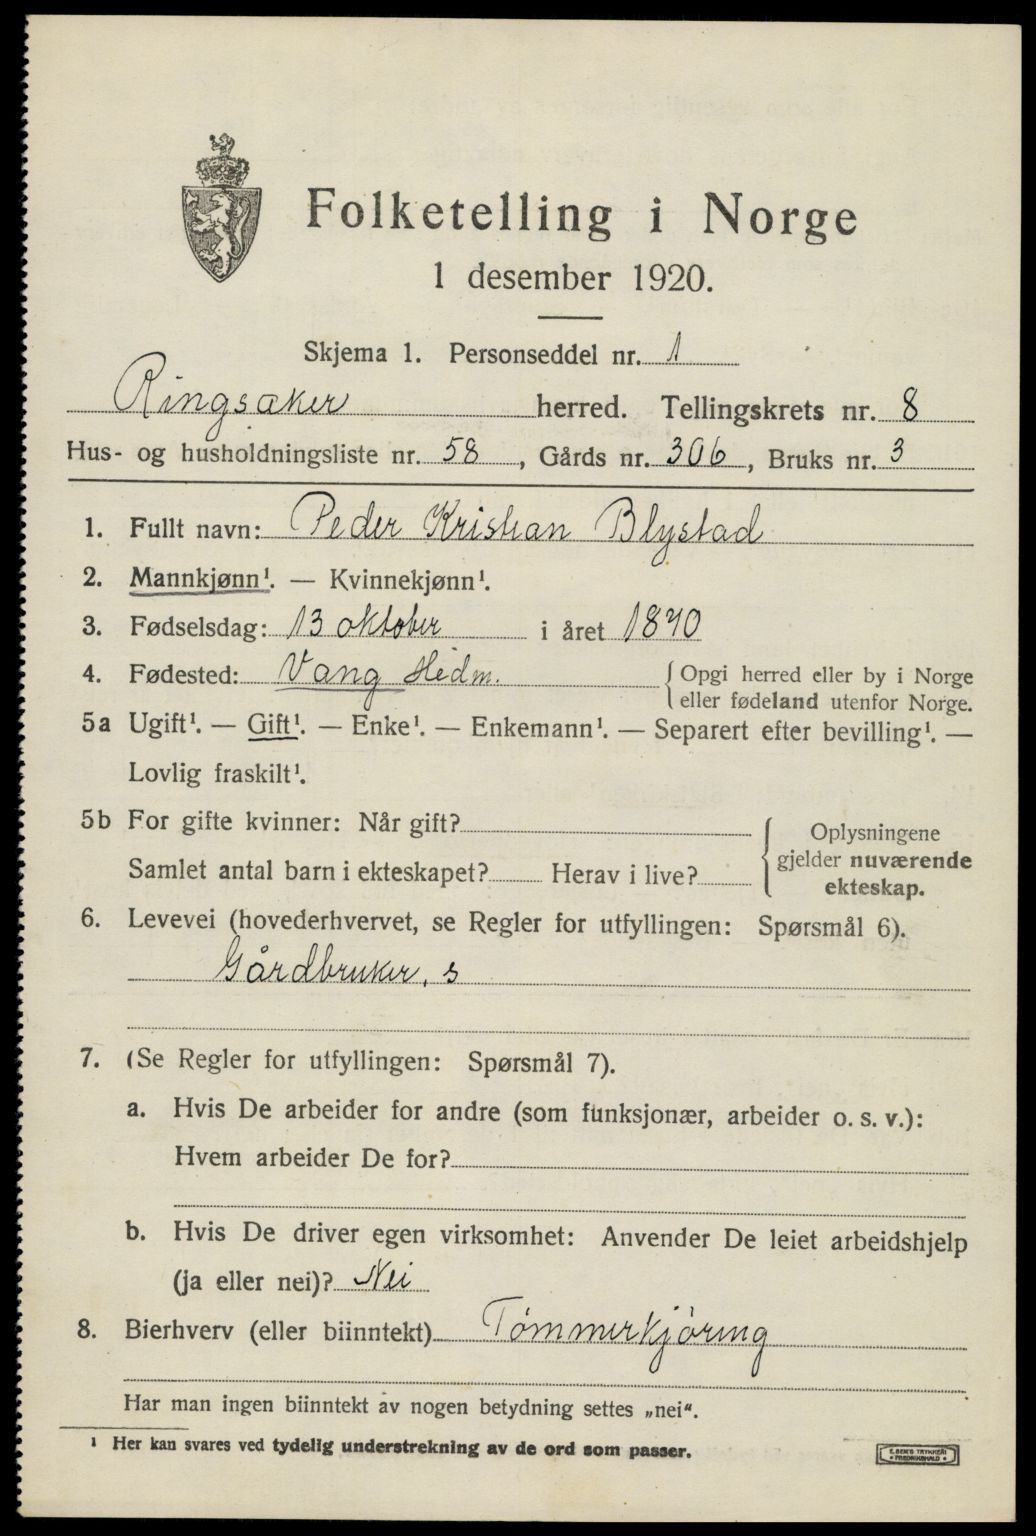 Folketelling i Norge
1 desember 1920.
Skjema 1. Personseddel nr. 1
Ringsaker herred. Tellingskrets nr. 8
Hus- og husholdningsliste nr. 58, Gårds nr. 306, Bruks nr. 3
1. Fullt navn: Peder Kristian Blystad
2. Mannkjønn¹. — Kvinnekjønn¹.
3. Fødselsdag: 13 oktober i året 1870
4. Fødested: Vang Hedm. { Opgi herred eller by i Norge
eller fødeland utenfor Norge.
5a Ugift¹. — Gift¹. — Enke¹. — Enkemann¹. — Separert efter bevilling¹. —
Lovlig fraskilt¹.
5b For gifte kvinner: Når gift?
Samlet antal barn i ekteskapet? Herav i live?
Oplysningene
gjelder nuværende
ekteskap.
6. Levevei (hovederhvervet, se Regler for utfyllingen: Spørsmål 6).
Gårdbruker, s
7. (Se Regler for utfyllingen: Spørsmål 7).
a. Hvis De arbeider for andre (som funksjonær, arbeider o. s. v.):
Hvem arbeider De for?
b. Hvis De driver egen virksomhet: Anvender De leiet arbeidshjelp
(ja eller nei)? Nei
8. Bierhverv (eller biinntekt) Tømmerkjöring
Har man ingen biinntekt av nogen betydning settes „nei“.
¹ Her kan svares ved tydelig understrekning av de ord som passer.
E. SEM'S TRYKKERI
• FREDRIKSHALD •